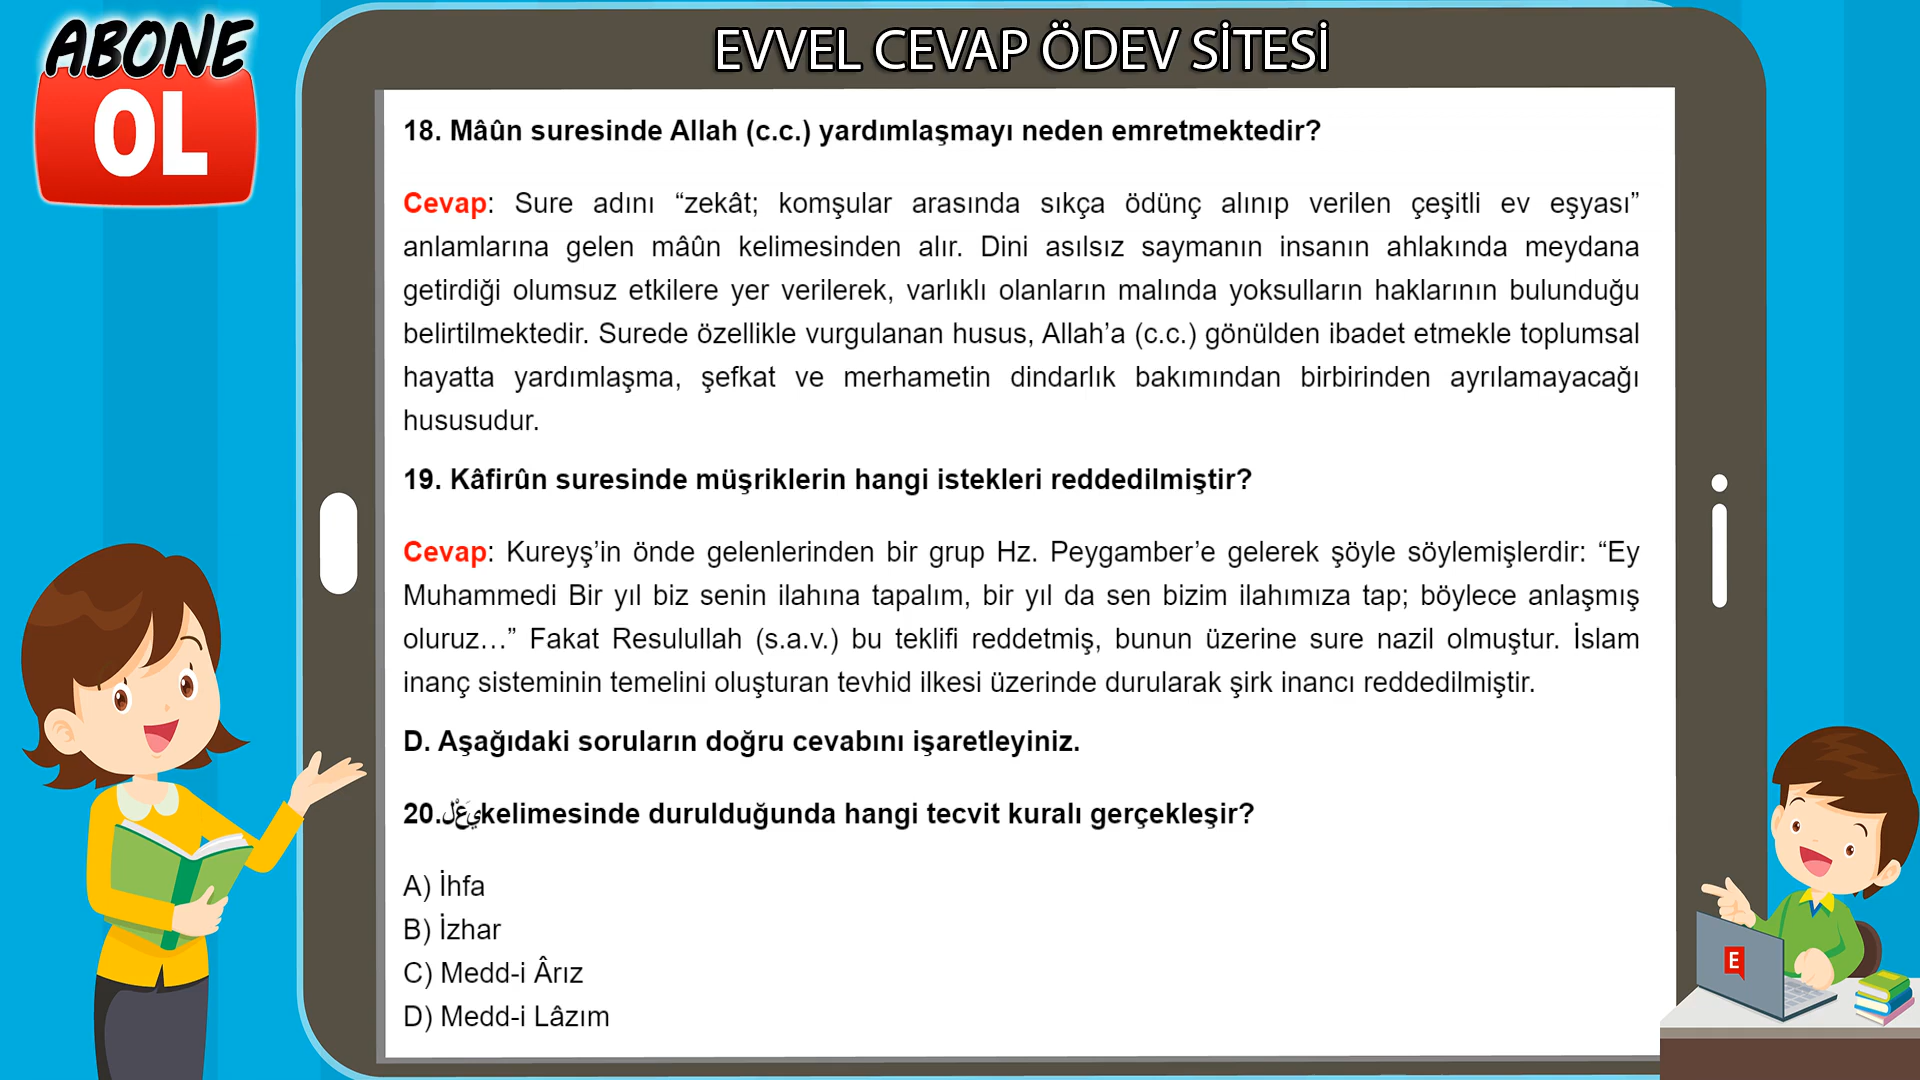 ABONE
OL
EVVEL CEVAP ÖDEV SİTESİ
18. Mâûn suresinde Allah (c.c.) yardımlaşmayı neden emretmektedir?
Cevap: Sure adını “zekât; komşular arasında sıkça ödünç alınıp verilen çeşitli ev eşyası”
anlamlarına gelen mâûn kelimesinden alır. Dini asılsız saymanın insanın ahlakında meydana
getirdiği olumsuz etkilere yer verilerek, varlıklı olanların malında yoksulların haklarının bulunduğu
belirtilmektedir. Surede özellikle vurgulanan husus, Allah’a (c.c.) gönülden ibadet etmekle toplumsal
hayatta yardımlaşma, şefkat ve merhametin dindarlık bakımından birbirinden ayrılamayacağı
hususudur.
19. Kâfirûn suresinde müşriklerin hangi istekleri reddedilmiştir?
Cevap: Kureyş’in önde gelenlerinden bir grup Hz. Peygamber’e gelerek şöyle söylemişlerdir: “Ey
Muhammedi Bir yıl biz senin ilahına tapalım, bir yıl da sen bizim ilahımıza tap; böylece anlaşmış
oluruz…” Fakat Resulullah (s.a.v.) bu teklifi reddetmiş, bunun üzerine sure nazil olmuştur. İslam
inanç sisteminin temelini oluşturan tevhid ilkesi üzerinde durularak şirk inancı reddedilmiştir.
D. Aşağıdaki soruların doğru cevabını işaretleyiniz.
20. kelimesinde durulduğunda hangi tecvit kuralı gerçekleşir?
A) İhfa
B) İzhar
C) Medd-i Ârız
D) Medd-i Lâzım
E